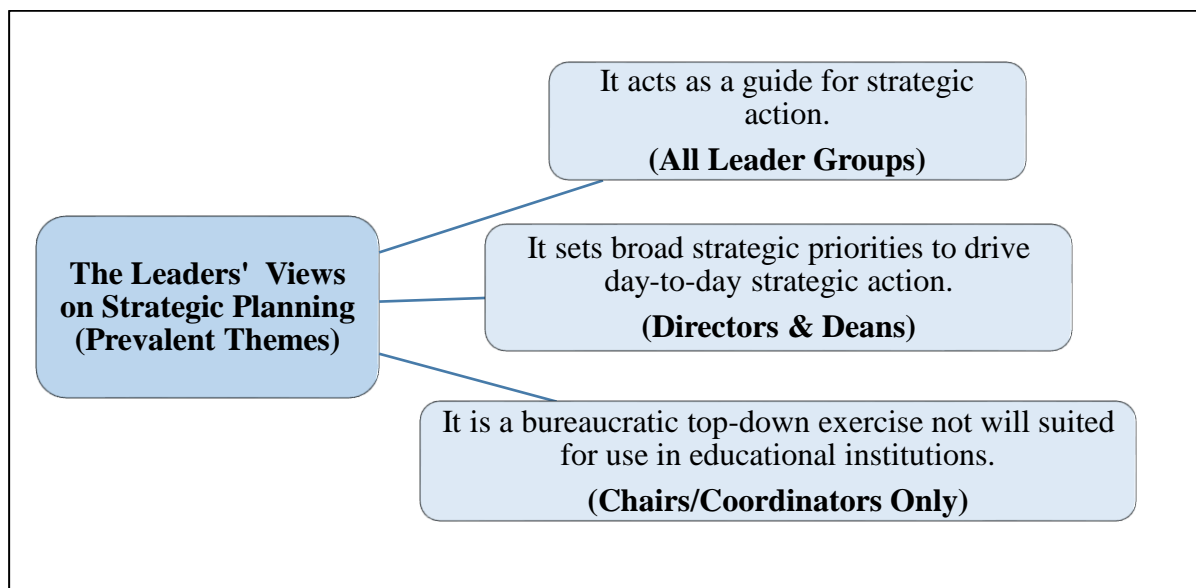 It acts as a guide for strategic
action.
(All Leader Groups)
The Leaders' Views
on Strategic Planning
(Prevalent Themes)
It sets broad strategic priorities to drive
day-to-day strategic action.
(Directors & Deans)
It is a bureaucratic top-down exercise not will suited
for use in educational institutions.
(Chairs/Coordinators Only)